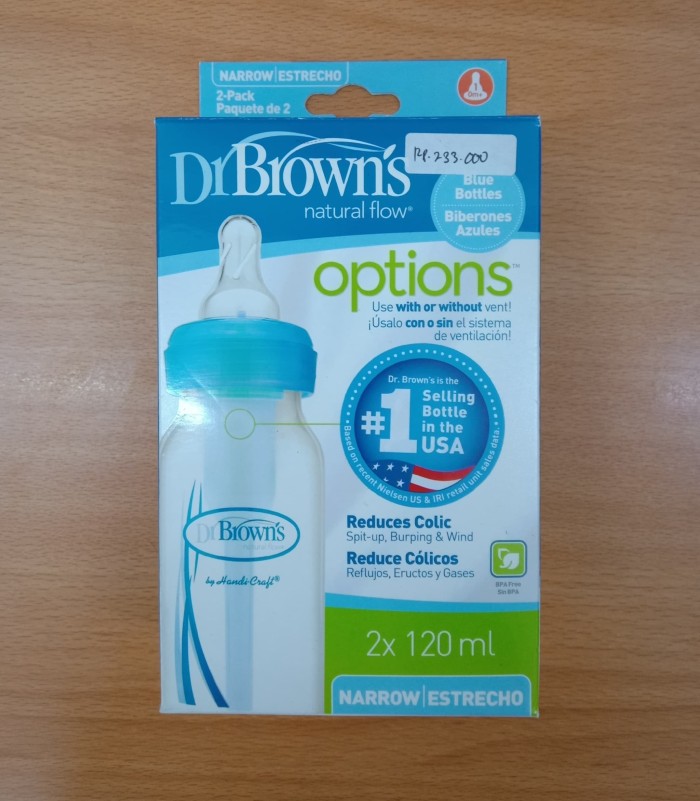 NARROW|ESTRECHO
2-Pack
Paquete de 2
1
0m+
Dr Brown's
natural flow®
Rp. 233.000
Blue
Bottles
Biberones
Azules
options™
Use with or without vent!
¡Úsalo con o sin el sistema
de ventilación!
Dr. Brown's is the
#1
Selling
Bottle
in the
USA
*Based on recent Nielsen US & IRI retail unit sales data.
Dr Brown's
natural flow
by Handi-Craft®
Reduces Colic
Spit-up, Burping & Wind
Reduce Cólicos
Reflujos, Eructos y Gases
BPA Free
Sin BPA
2x 120 ml
NARROW|ESTRECHO